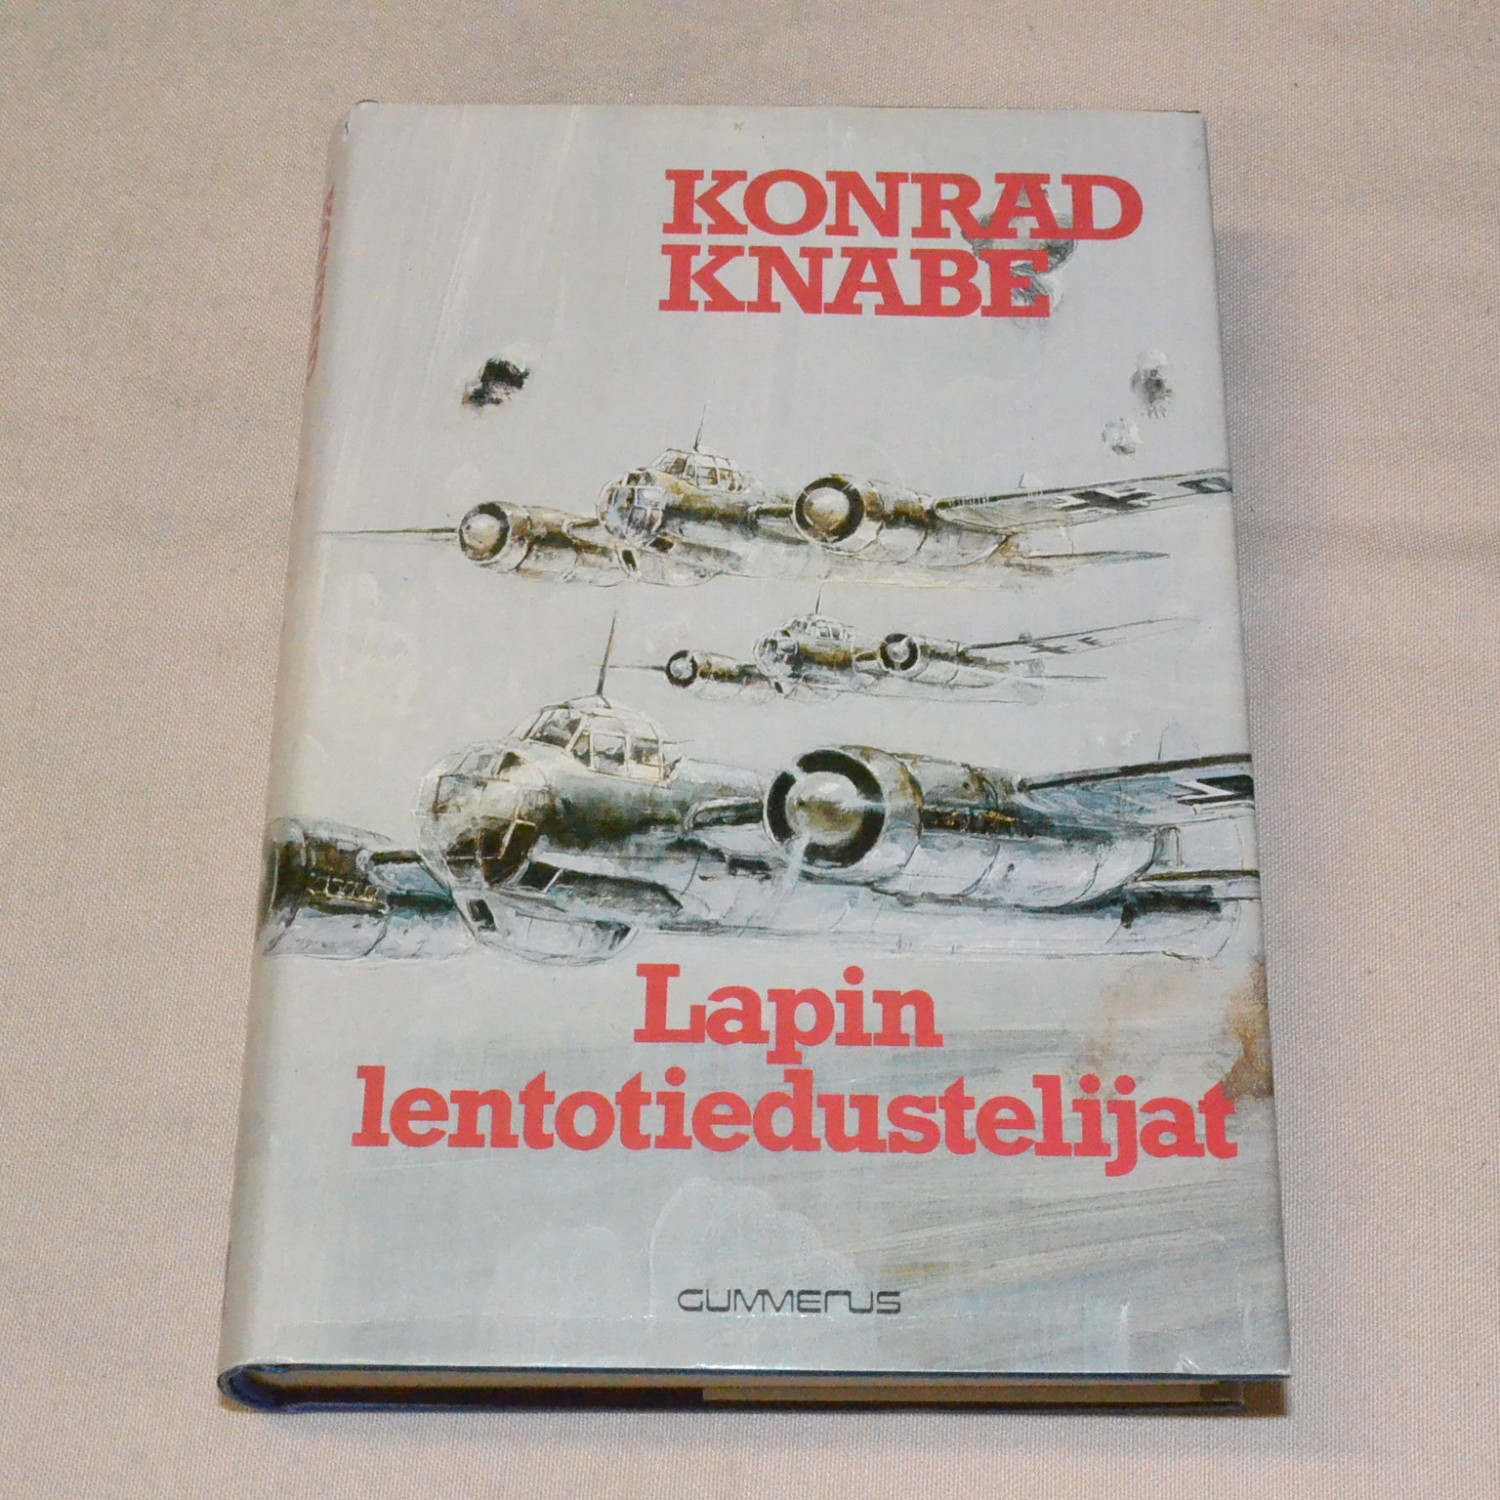 KONRAD
KNABE
Lapin
lentotiedustelijat
GUMMERUS